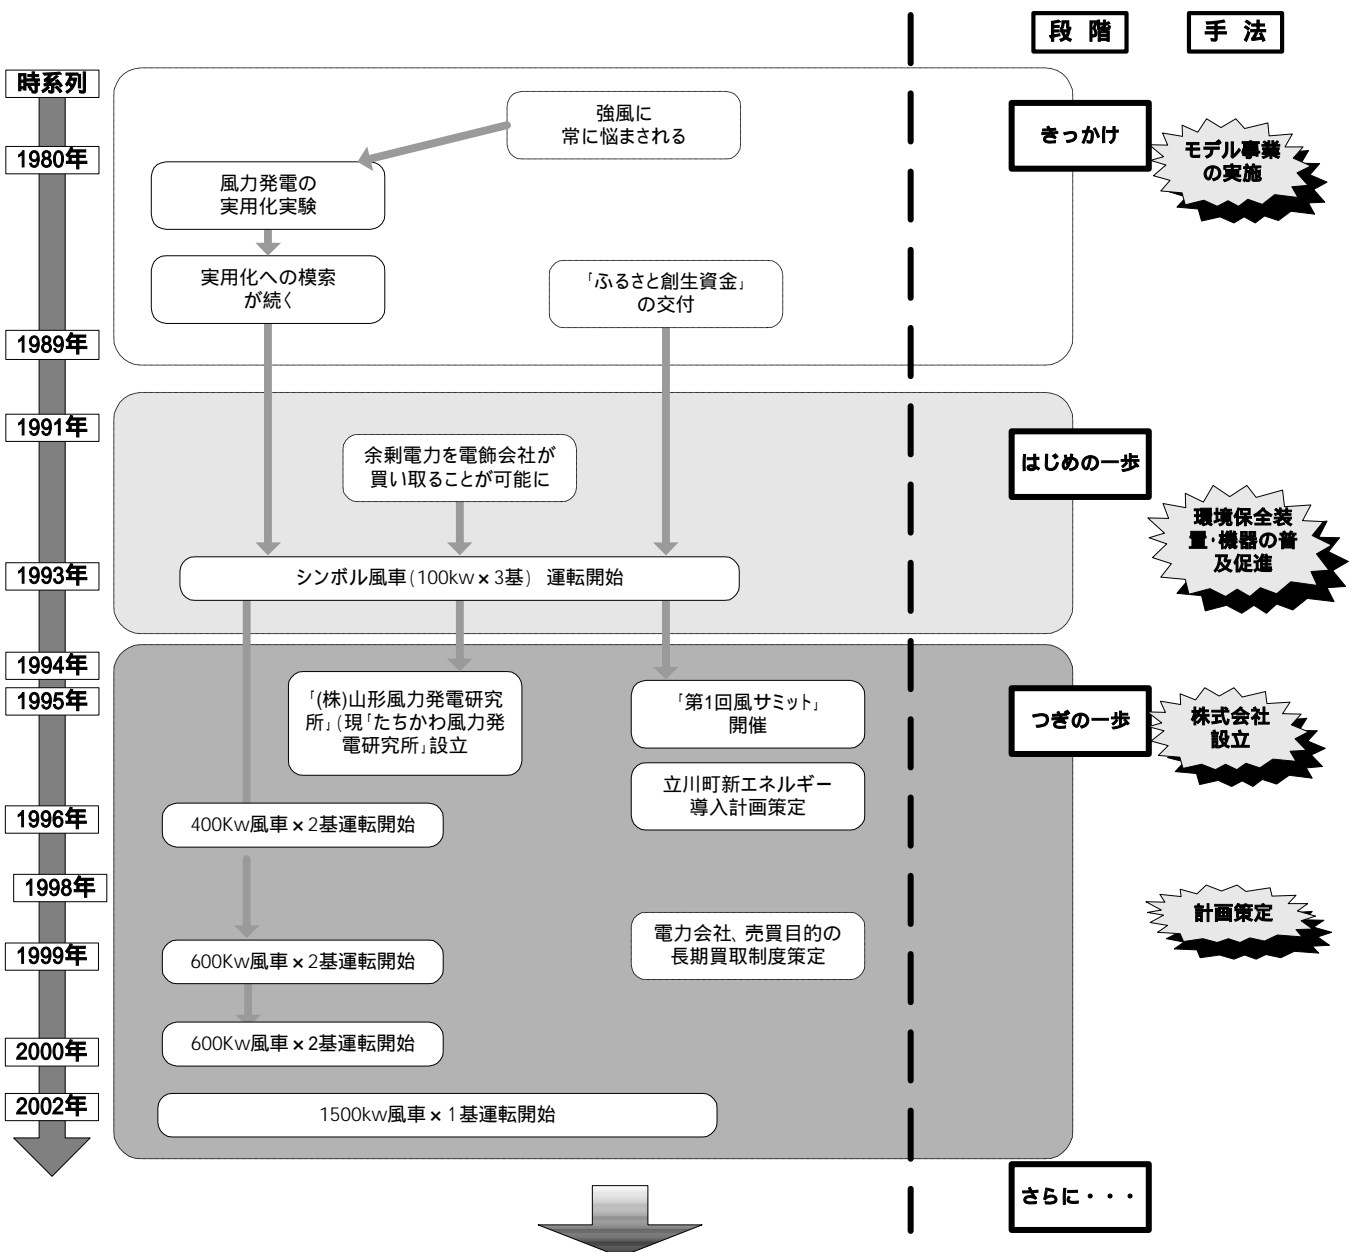 段 階
手 法
時系列
強風に
常に悩まされる
きっかけ
モデル事業
の実施
1980年
風力発電の
実用化実験
実用化への模索
が続く
「ふるさと創生資金」
の交付
1989年
1991年
余剰電力を電飾会社が
買い取ることが可能に
はじめの一歩
環境保全装
置・機器の普
及促進
1993年
シンボル風車(100kw×3基) 運転開始
1994年
1995年
「(株)山形風力発電研究
所」(現「たちかわ風力発
電研究所」設立
「第1回風サミット」
開催
つぎの一歩
株式会社
設立
立川町新エネルギー
導入計画策定
1996年
400Kw風車×2基運転開始
1998年
計画策定
電力会社、売買目的の
長期買取制度策定
1999年
600Kw風車×2基運転開始
2000年
600Kw風車×2基運転開始
2002年
1500kw風車×1基運転開始
さらに・・・